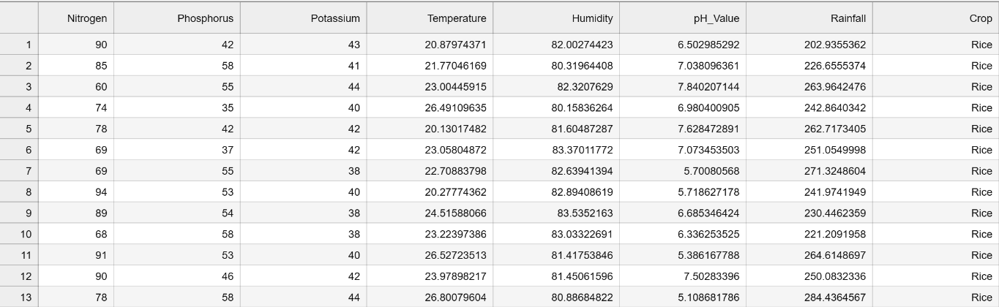 Nitrogen Phosphorus Potassium Temperature Humidity pH_Value Rainfall Crop
1 90 42 43 20.87974371 82.00274423 6.502985292 202.9355362 Rice
2 85 58 41 21.77046169 80.31964408 7.038096361 226.6555374 Rice
3 60 55 44 23.00445915 82.3207629 7.840207144 263.9642476 Rice
4 74 35 40 26.49109635 80.15836264 6.980400905 242.8640342 Rice
5 78 42 42 20.13017482 81.60487287 7.628472891 262.7173405 Rice
6 69 37 42 23.05804872 83.37011772 7.073453503 251.0549998 Rice
7 69 55 38 22.70883798 82.63941394 5.70080568 271.3248604 Rice
8 94 53 40 20.27774362 82.89408619 5.718627178 241.9741949 Rice
9 89 54 38 24.51588066 83.5352163 6.685346424 230.4462359 Rice
10 68 58 38 23.22397386 83.03322691 6.336253525 221.2091958 Rice
11 91 53 40 26.52723513 81.41753846 5.386167788 264.6148697 Rice
12 90 46 42 23.97898217 81.45061596 7.50283396 250.0832336 Rice
13 78 58 44 26.80079604 80.88684822 5.108681786 284.4364567 Rice